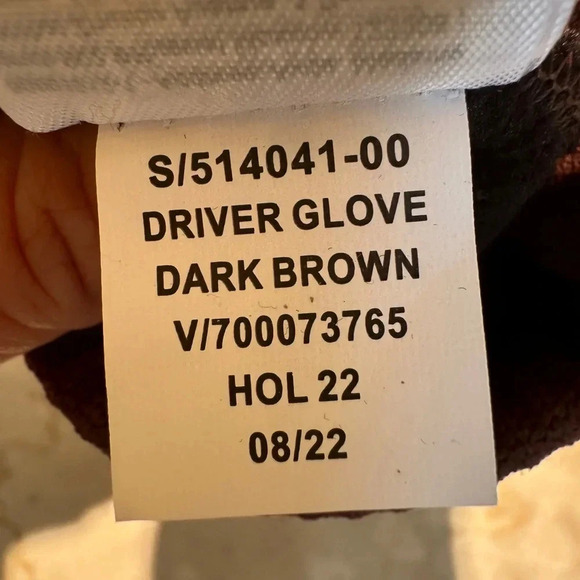 S/514041-00
DRIVER GLOVE
DARK BROWN
V/700073765
HOL 22
08/22